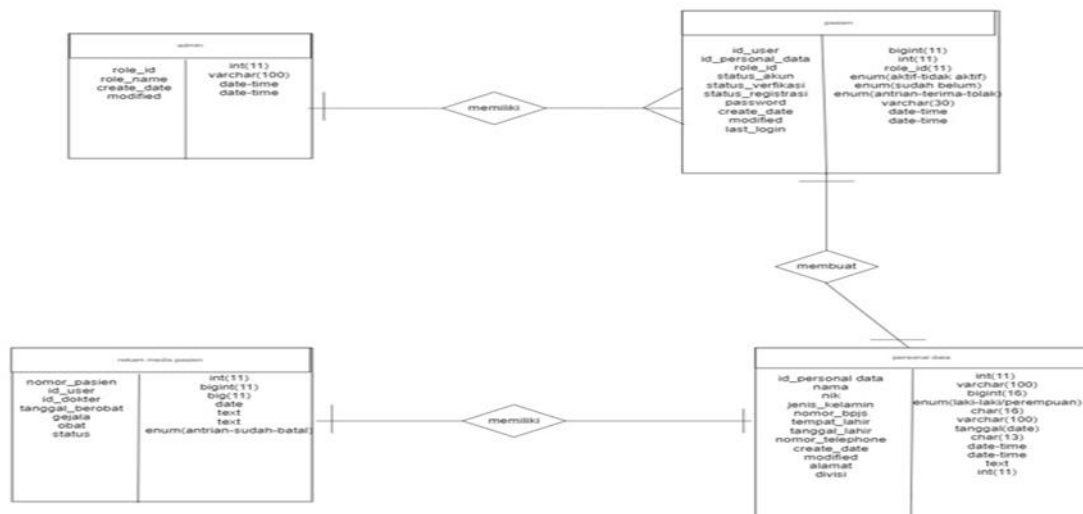 admin
role_id
role_name
create_date
modified
int(11)
varchar(100)
date-time
date-time
memiliki
pasien
id_user
id_personal_data
role_id
status_akun
status_verfikasi
status_registrasi
password
create_date
modified
last_login
bigint(11)
int(11)
role_id(11)
enum(aktif-tidak aktif)
enum(sudah belum)
enum(antrian-terima-tolak)
varchar(30)
date-time
date-time
membuat
rekam media pasien
nomor_pasien
id_user
id_dokter
tanggal_berobat
gejala
obat
status
int(11)
bigint(11)
big(11)
date
text
text
enum(antrian-sudah-batal)
memiliki
personal data
id_personal data
nama
nik
jenis_kelamin
nomor_bpjs
tempat_lahir
tanggal_lahir
nomor_telephone
create_date
modified
alamat
divisi
int(11)
varchar(100)
bigint(16)
enum(laki-laki/perempuan)
char(16)
varchar(100)
tanggal(date)
char(13)
date-time
date-time
text
int(11)